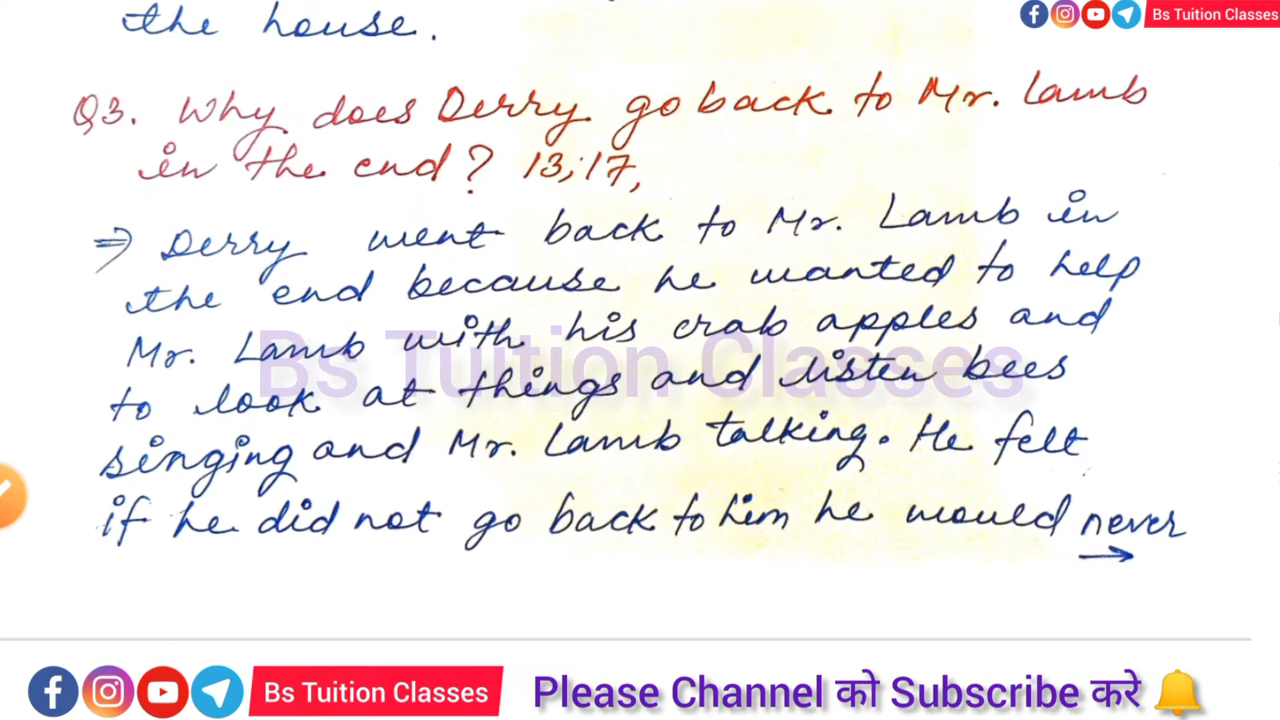 the house.
Bs Tuition Classes
Q3. Why does Derry go back to Mr. Lamb
in the end? 13,17,
⇒ Derry went back to Mr. Lamb in
the end because he wanted to help
Mr. Lamb with his crab apples and
Bs Tuition Classes
to look at things and listen bees
singing and Mr. Lamb talking. He felt
if he did not go back to him he would never
→
Bs Tuition Classes
Please Channel को Subscribe करे